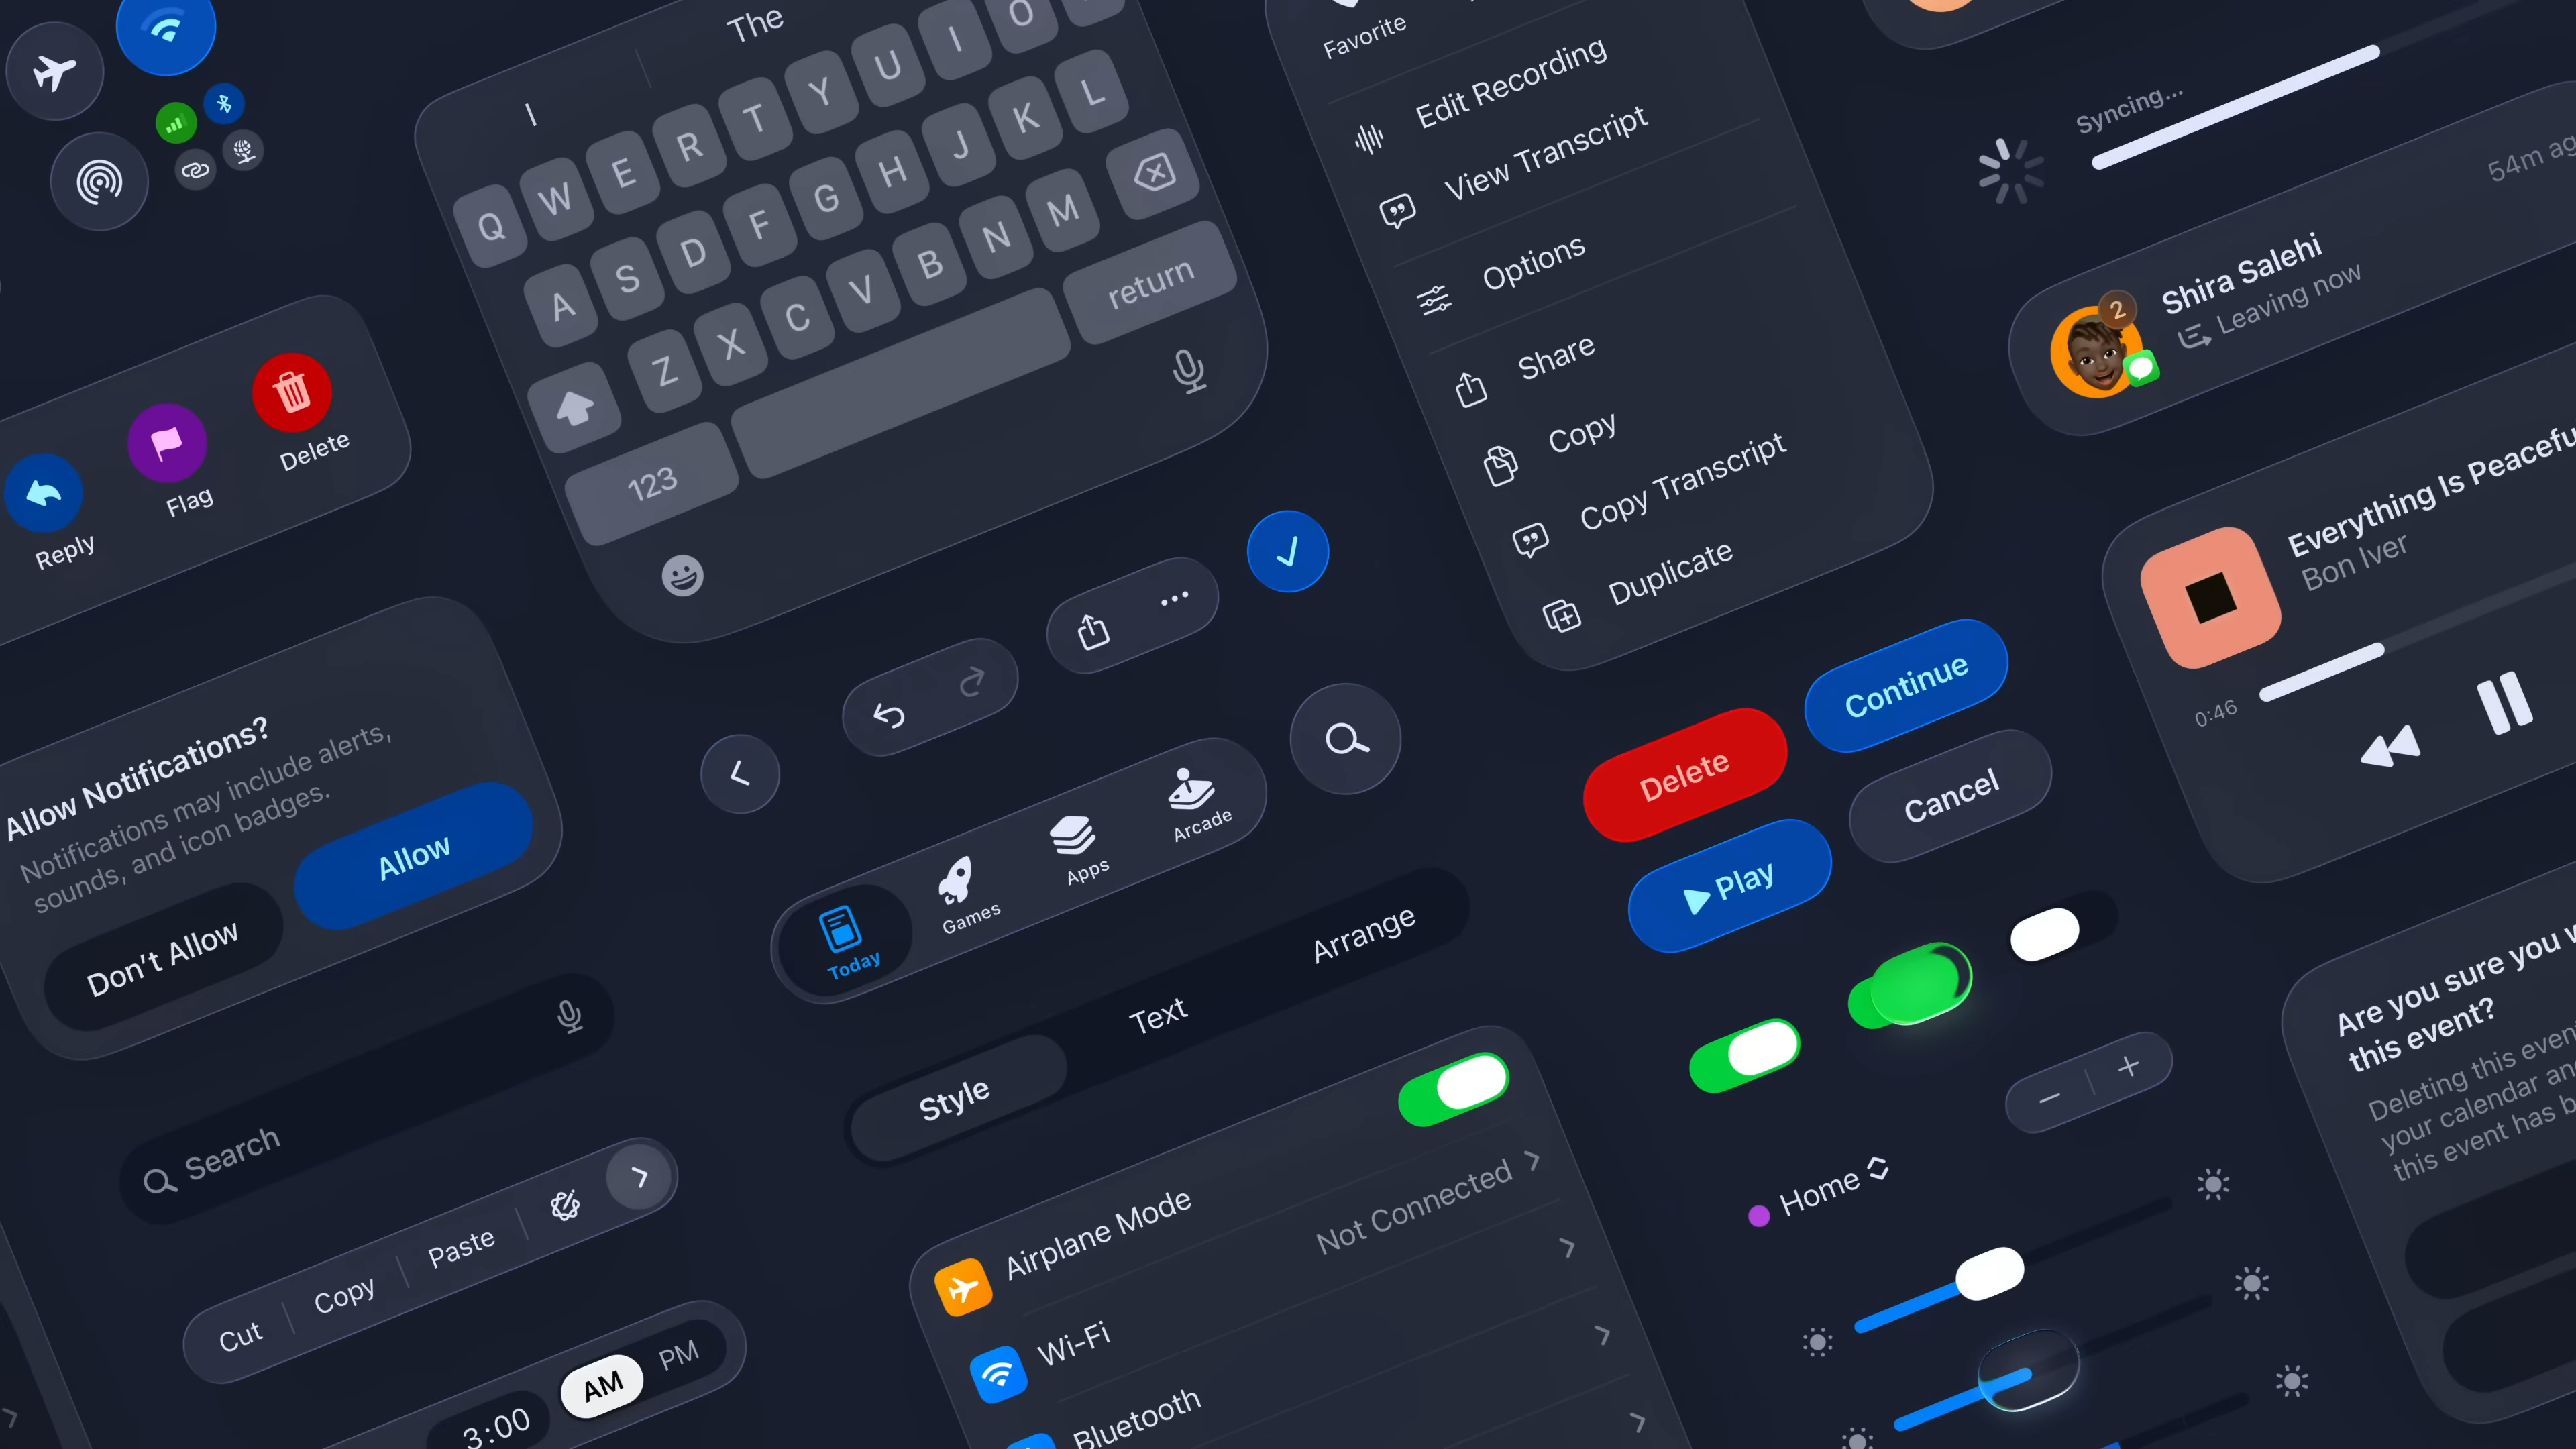 I
The
Q W E R T Y U I O
A S D F G H J K L
Z X C V B N M
123
return
Reply
Flag
Delete
Allow Notifications?
Notifications may include alerts,
sounds, and icon badges.
Don't Allow
Allow
Search
Cut
Copy
Paste
3:00
AM
PM
Today
Games
Apps
Arcade
Style
Text
Arrange
Airplane Mode
Wi-Fi
Not Connected
Bluetooth
Favorite
Edit Recording
View Transcript
Options
Share
Copy
Copy Transcript
Duplicate
Delete
Continue
Play
Cancel
Home
Syncing...
54m
2
Shira Salehi
Leaving now
Everything Is
Bon Iver
0:46
Are you sure you
this event?
Deleting this
your calendar
this event has